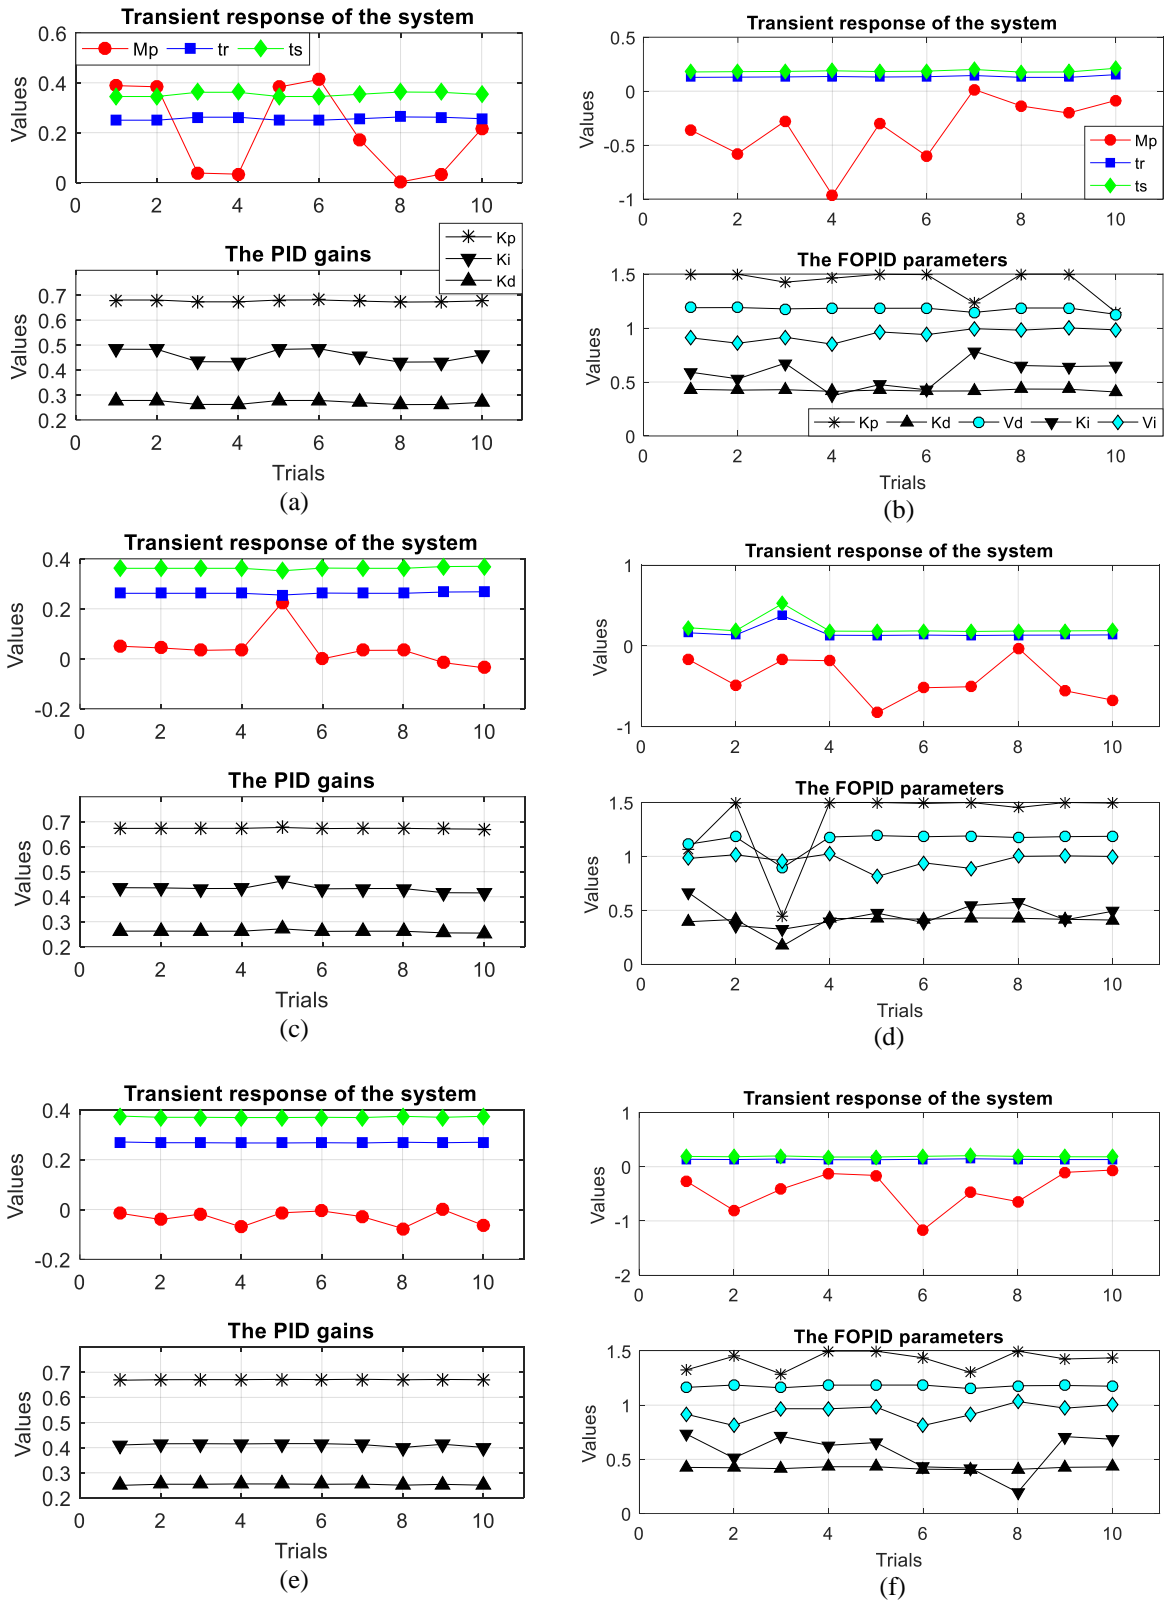 Transient response of the system
0.6
0.4
0.2
0
Values
Mp tr ts
0 2 4 6 8 10
The PID gains
Kp
Ki
Kd
0.7
0.6
0.5
0.4
0.3
0.2
Values
0 2 4 6 8 10
Trials
(a)
Transient response of the system
0.5
0
-0.5
-1
Values
Mp
tr
ts
0 2 4 6 8 10
The FOPID parameters
1.5
1
0.5
0
Values
Kp Kd Vd Ki Vi
0 2 4 6 8 10
Trials
(b)
Transient response of the system
0.4
0.2
0
-0.2
Values
0 2 4 6 8 10
The PID gains
0.7
0.6
0.5
0.4
0.3
0.2
Values
0 2 4 6 8 10
Trials
(c)
Transient response of the system
1
0
-1
Values
0 2 4 6 8 10
The FOPID parameters
1.5
1
0.5
0
Values
0 2 4 6 8 10
Trials
(d)
Transient response of the system
0.4
0.2
0
-0.2
Values
0 2 4 6 8 10
The PID gains
0.7
0.6
0.5
0.4
0.3
0.2
Values
0 2 4 6 8 10
Trials
(e)
Transient response of the system
1
0
-1
-2
Values
0 2 4 6 8 10
The FOPID parameters
1.5
1
0.5
0
Values
0 2 4 6 8 10
Trials
(f)